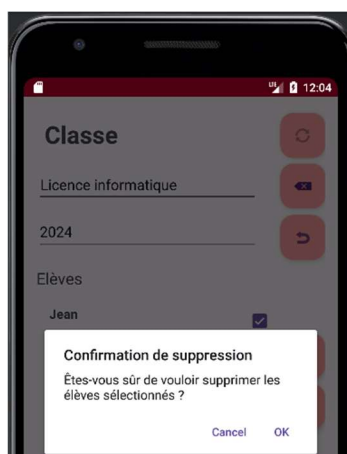 LTE 12:04
Classe
Licence informatique
2024
Elèves
Jean
Confirmation de suppression
Êtes-vous sûr de vouloir supprimer les
élèves sélectionnés ?
Cancel OK